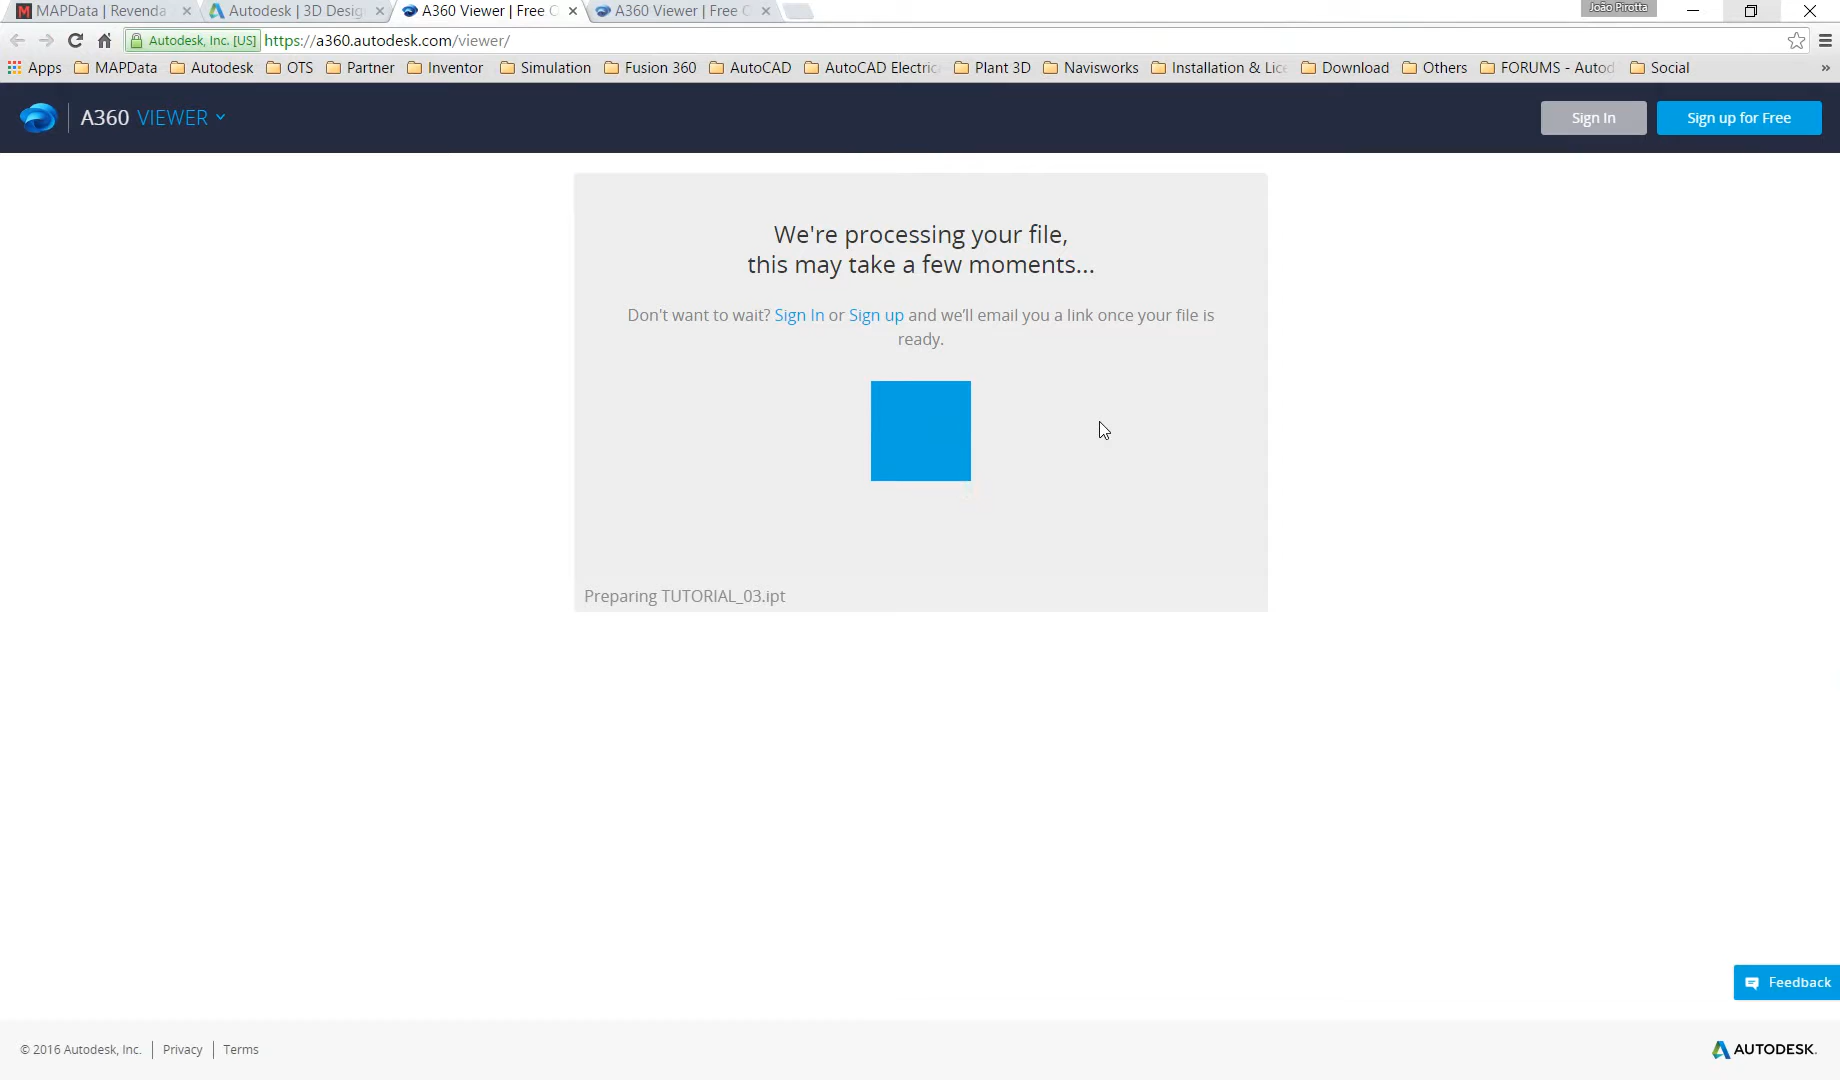 MAPData | Revenda
Autodesk | 3D Desig
A360 Viewer | Free O
A360 Viewer | Free O
João Pirotta
Autodesk, Inc. [US]
https://a360.autodesk.com/viewer/
Apps
MAPData
Autodesk
OTS
Partner
Inventor
Simulation
Fusion 360
AutoCAD
AutoCAD Electric
Plant 3D
Navisworks
Installation & Lic
Download
Others
FORUMS - Autod
Social
»
A360 VIEWER
Sign In
Sign up for Free
We're processing your file,
this may take a few moments...
Don't want to wait? Sign In or Sign up and we'll email you a link once your file is
ready.
Preparing TUTORIAL_03.ipt
Feedback
© 2016 Autodesk, Inc.
Privacy
Terms
AUTODESK.